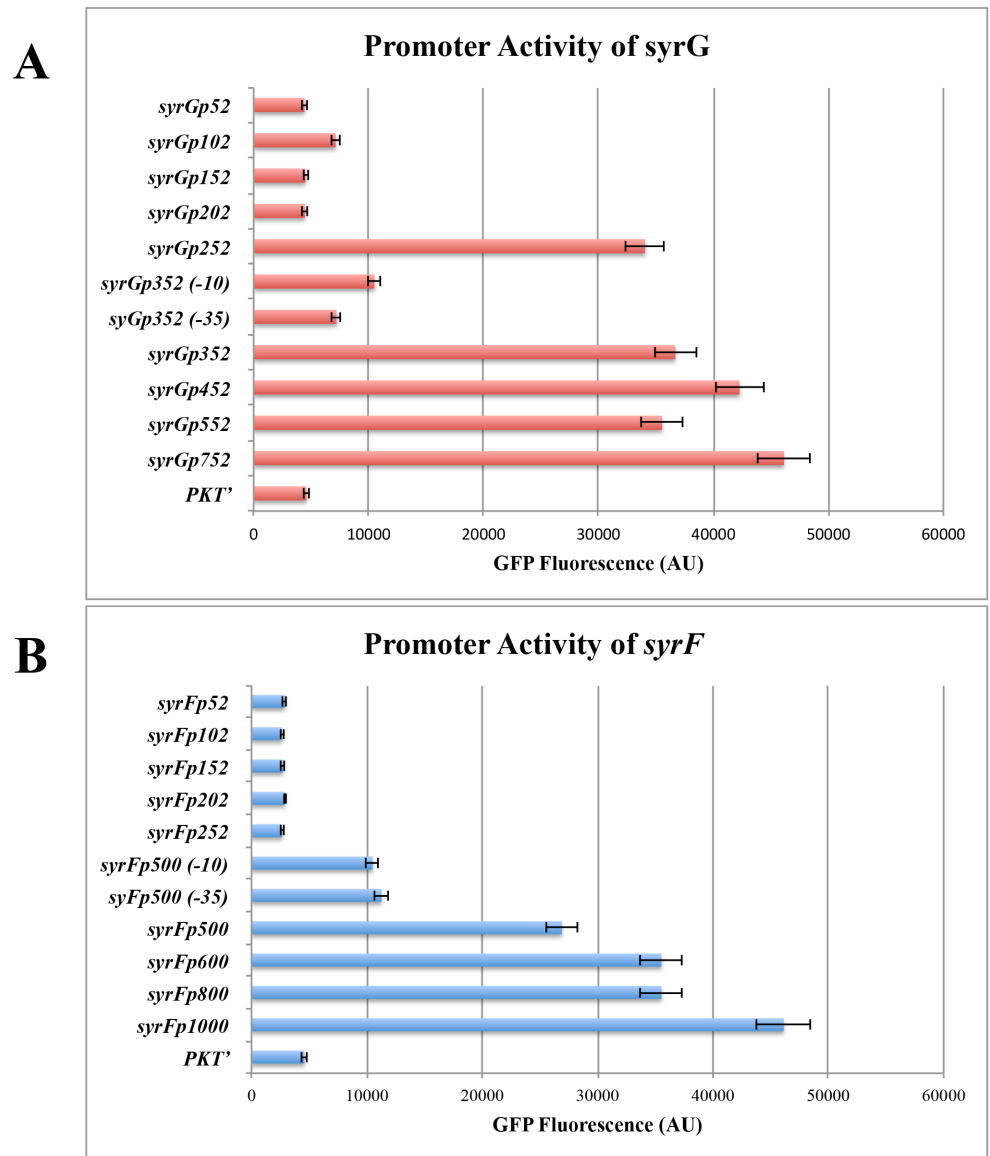 A
Promoter Activity of syrG
syrGp52
syrGp102
syrGp152
syrGp202
syrGp252
syrGp352 (-10)
syGp352 (-35)
syrGp352
syrGp452
syrGp552
syrGp752
PKT’
0 10000 20000 30000 40000 50000 60000
GFP Fluorescence (AU)
B
Promoter Activity of syrF
syrFp52
syrFp102
syrFp152
syrFp202
syrFp252
syrFp500 (-10)
syFp500 (-35)
syrFp500
syrFp600
syrFp800
syrFp1000
PKT’
0 10000 20000 30000 40000 50000 60000
GFP Fluorescence (AU)